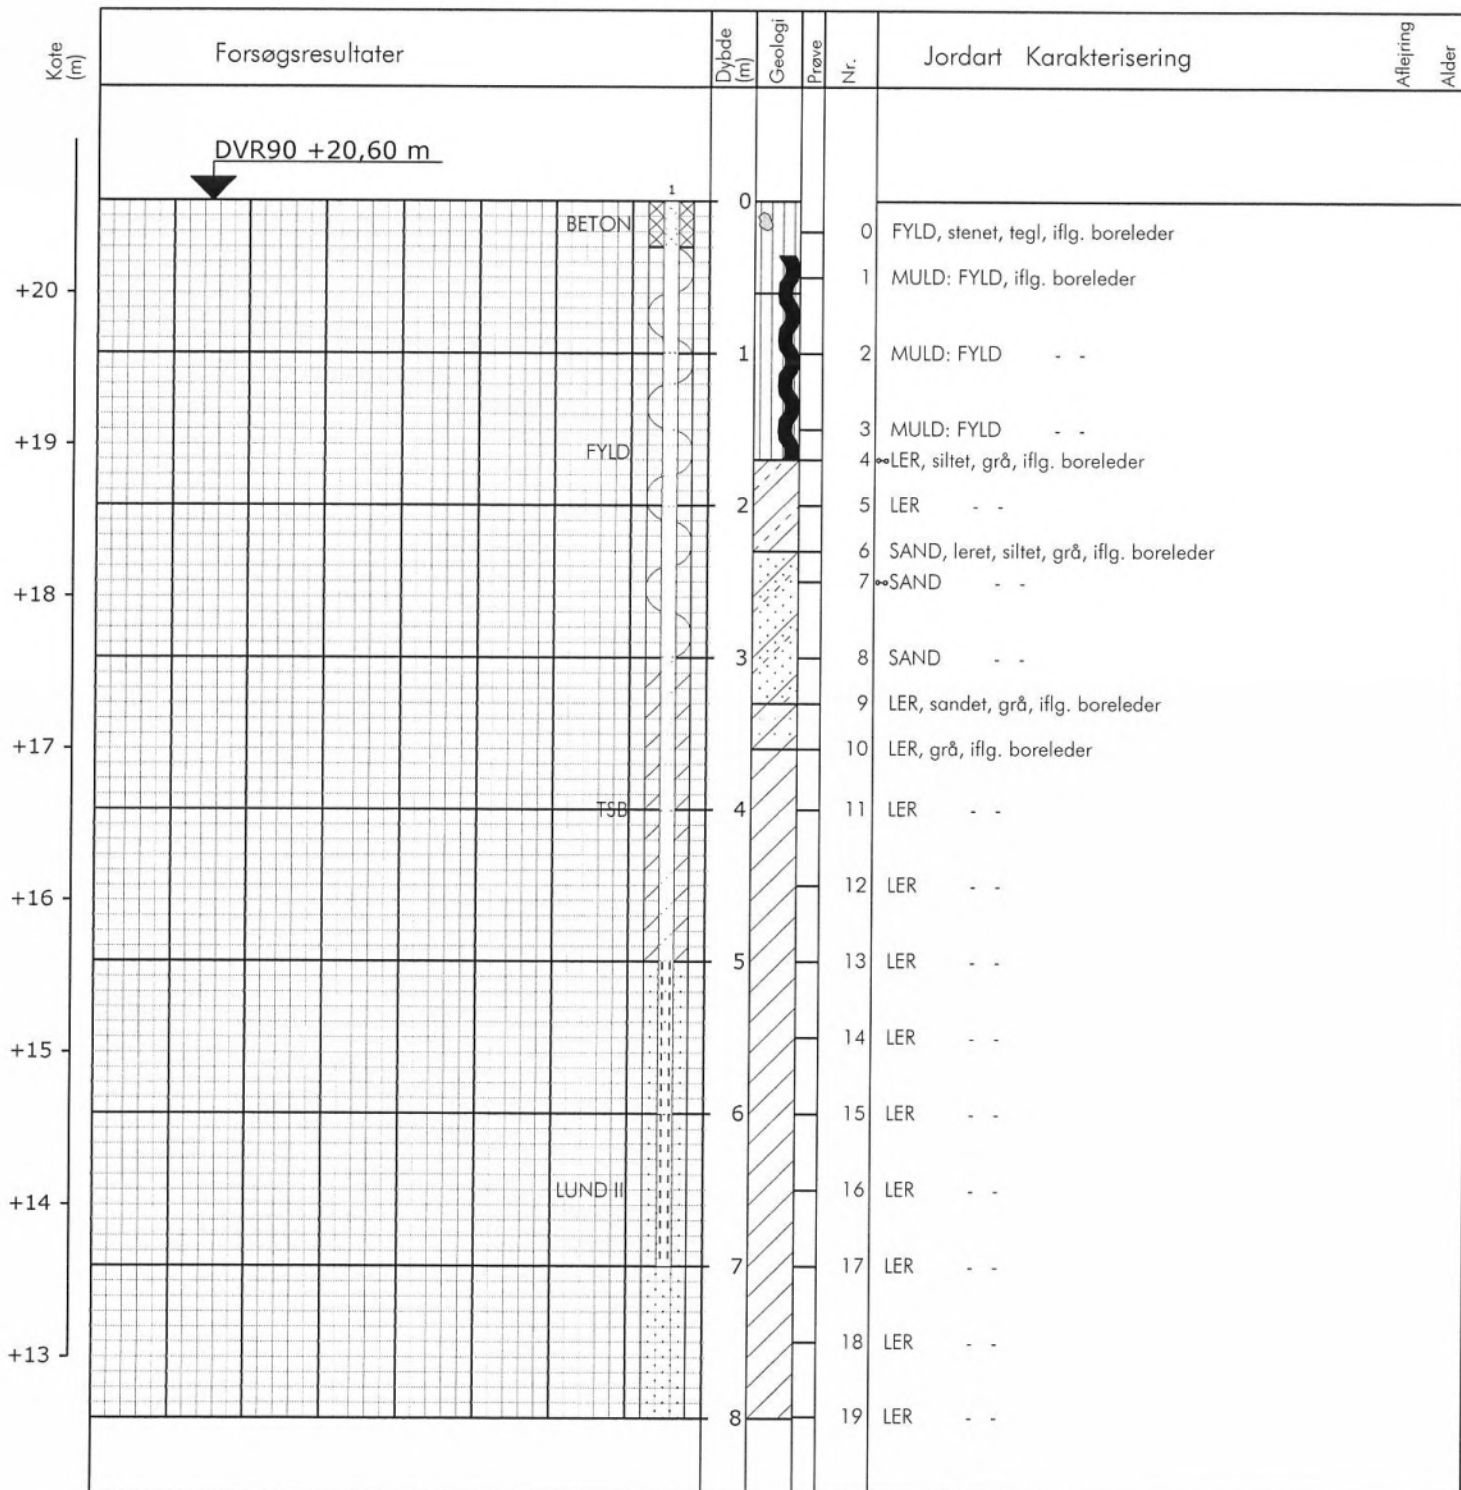 Kote (m) Forsøgsresultater Dybde (m) Geologi Prøve Nr. Jordart Karakterisering Aflejring Alder
DVR90 +20,60 m
1
0
BETON 0 FYLD, stenet, tegl, iflg. boreleder
+20 1 MULD: FYLD, iflg. boreleder
1 2 MULD: FYLD - -
3 MULD: FYLD - -
+19 FYLD 4 LER, siltet, grå, iflg. boreleder
2 5 LER - -
6 SAND, leret, siltet, grå, iflg. boreleder
+18 7 SAND - -
3 8 SAND - -
9 LER, sandet, grå, iflg. boreleder
+17 10 LER, grå, iflg. boreleder
TSB 4 11 LER - -
+16 12 LER - -
5 13 LER - -
+15 14 LER - -
6 15 LER - -
+14 LUND II 16 LER - -
7 17 LER - -
+13 18 LER - -
8 19 LER - -